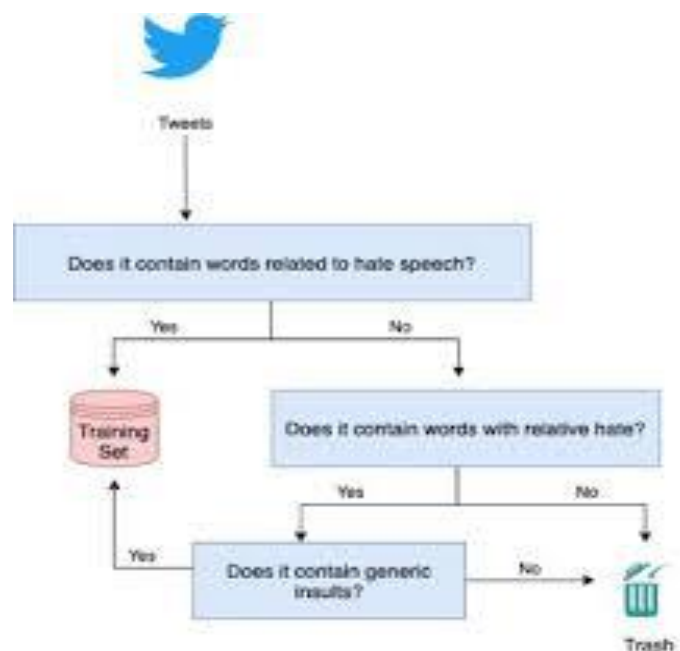 Tweets
Does it contain words related to hate speech?
Yes
No
Training
Set
Does it contain words with relative hate?
Yes
No
Yes
Does it contain generic
insults?
No
Trash